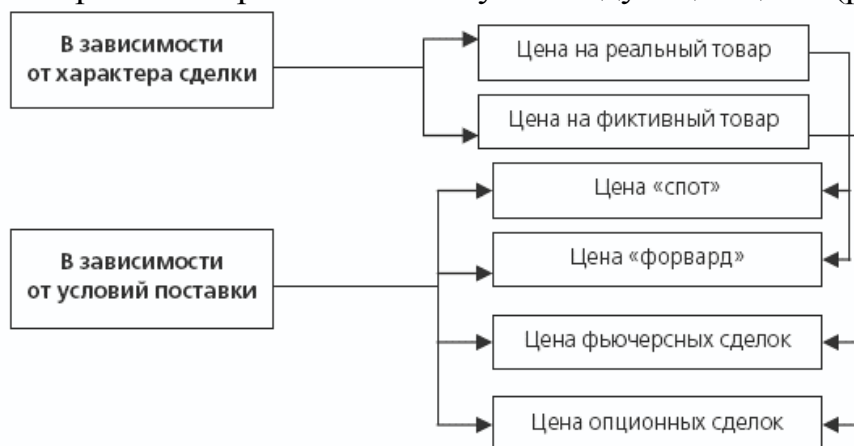 В зависимости
от характера сделки
Цена на реальный товар
Цена на фиктивный товар
Цена «спот»
В зависимости
от условий поставки
Цена «форвард»
Цена фьючерсных сделок
Цена опционных сделок